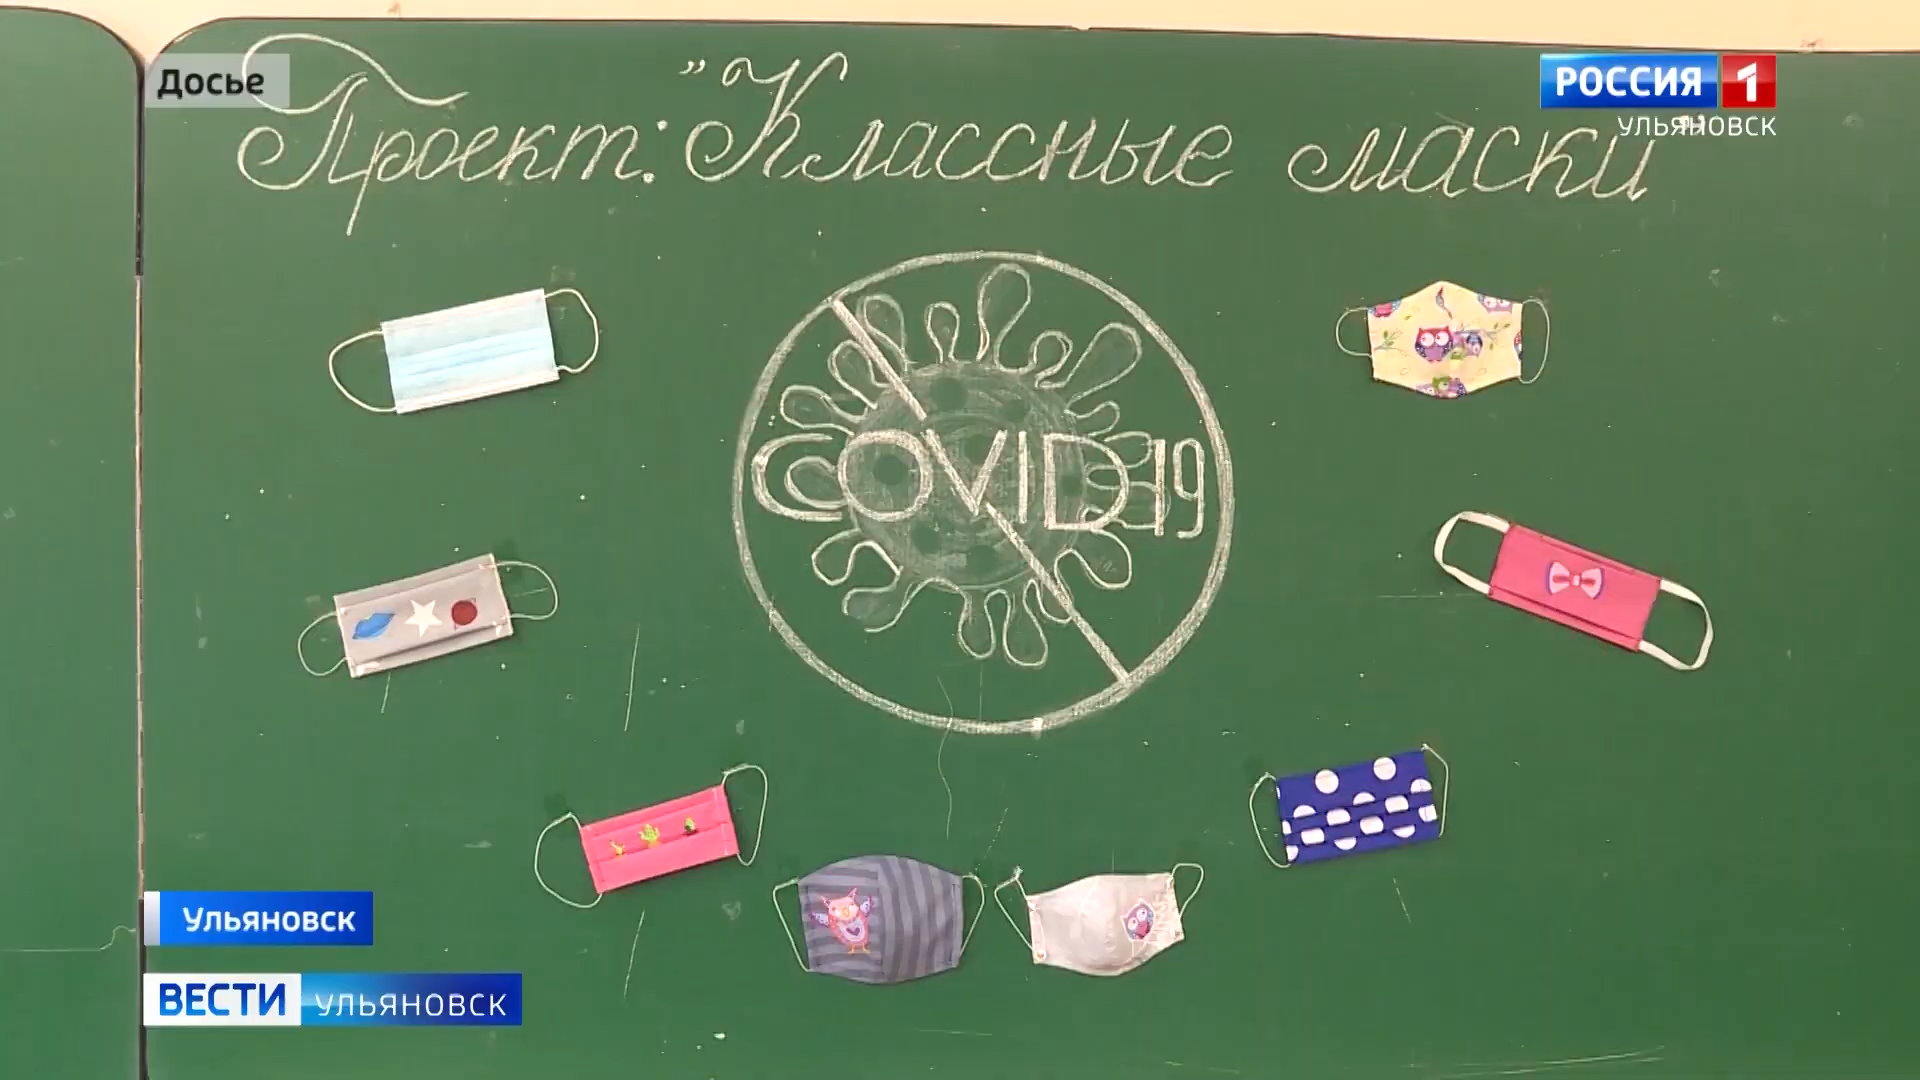 Досье
Проект: "Классные маски"
РОССИЯ 1
УЛЬЯНОВСК
COVID-19
Ульяновск
ВЕСТИ УЛЬЯНОВСК